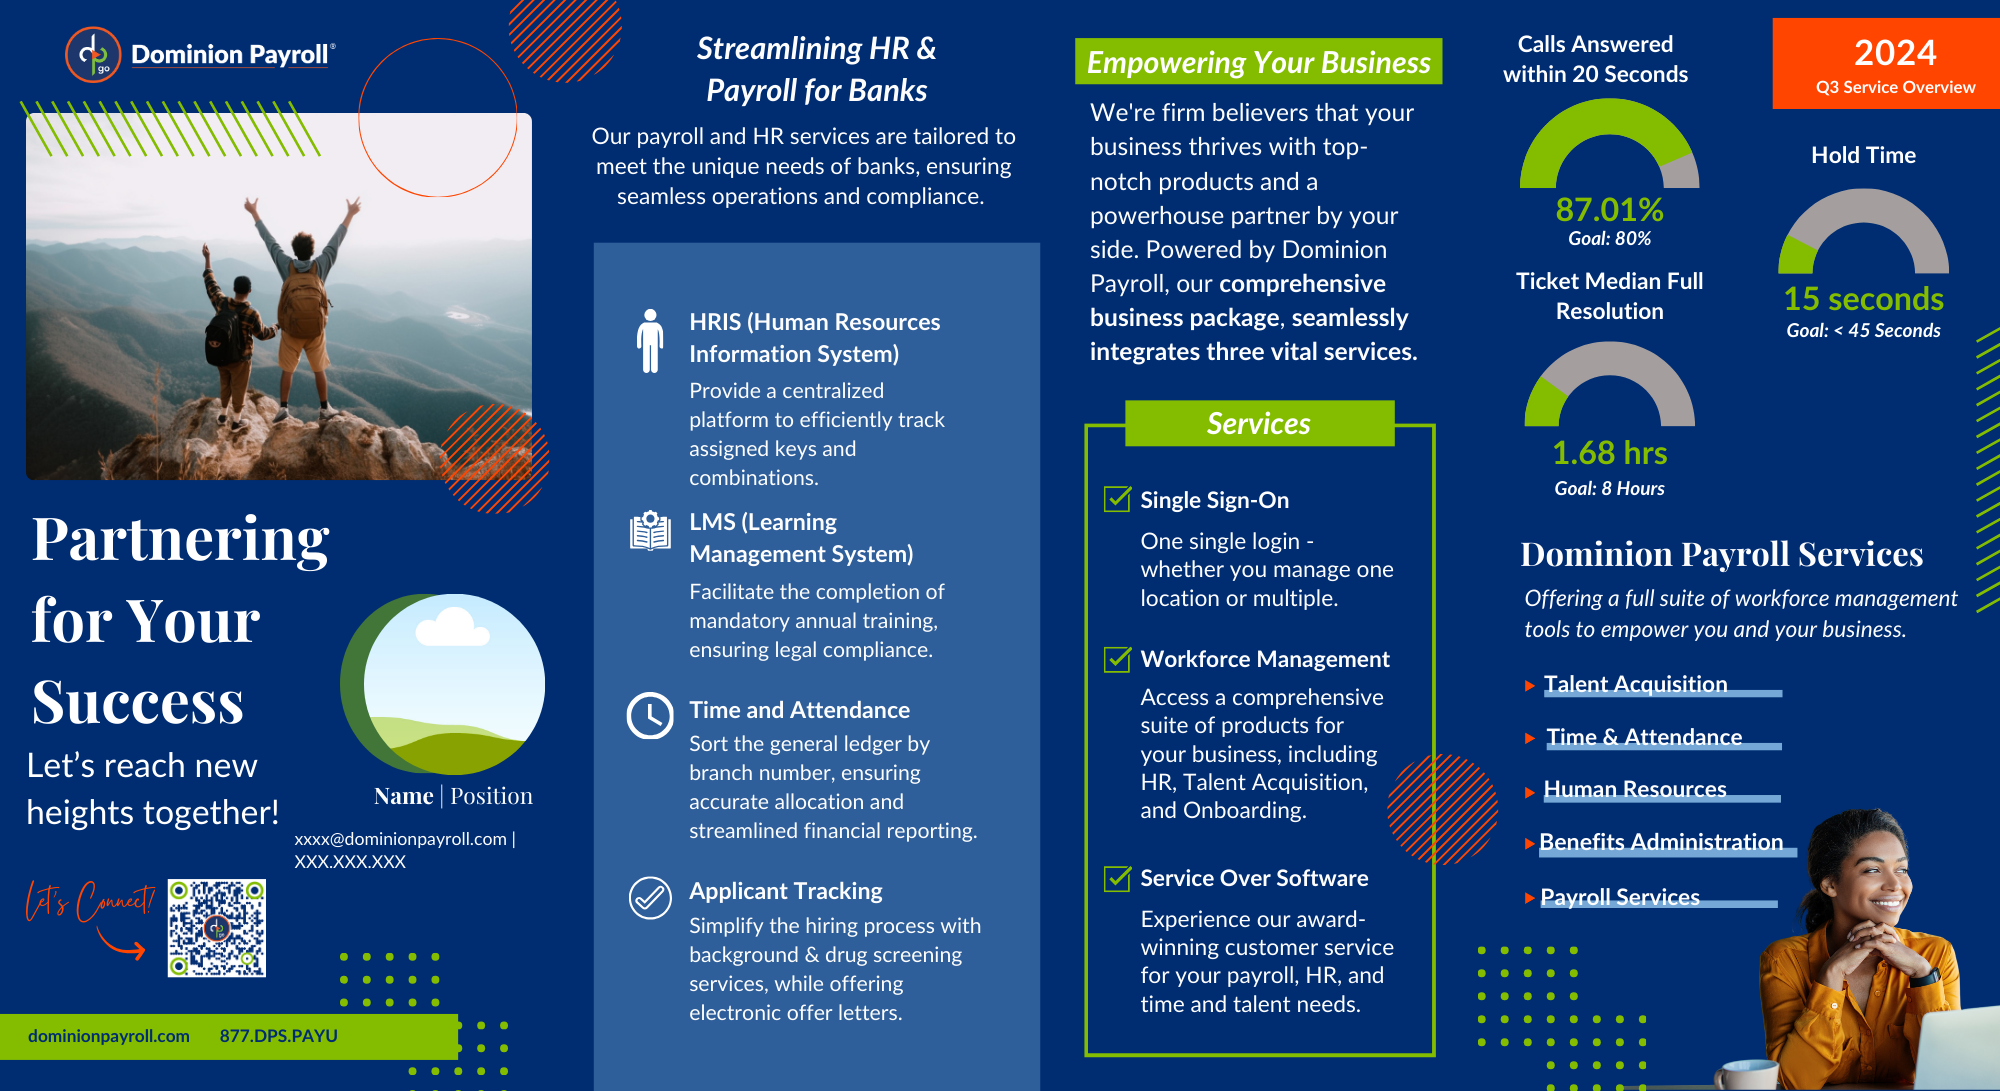 dp
go
Dominion Payroll®
Partnering
for Your
Success
Let’s reach new
heights together!
Name | Position
xxxx@dominionpayroll.com |
XXX.XXX.XXX
Let's Connect!
dominionpayroll.com 877.DPS.PAYU
Streamlining HR &
Payroll for Banks
Our payroll and HR services are tailored to
meet the unique needs of banks, ensuring
seamless operations and compliance.
HRIS (Human Resources
Information System)
Provide a centralized
platform to efficiently track
assigned keys and
combinations.
LMS (Learning
Management System)
Facilitate the completion of
mandatory annual training,
ensuring legal compliance.
Time and Attendance
Sort the general ledger by
branch number, ensuring
accurate allocation and
streamlined financial reporting.
Applicant Tracking
Simplify the hiring process with
background & drug screening
services, while offering
electronic offer letters.
Empowering Your Business
We're firm believers that your
business thrives with top-
notch products and a
powerhouse partner by your
side. Powered by Dominion
Payroll, our comprehensive
business package, seamlessly
integrates three vital services.
Services
Single Sign-On
One single login -
whether you manage one
location or multiple.
Workforce Management
Access a comprehensive
suite of products for
your business, including
HR, Talent Acquisition,
and Onboarding.
Service Over Software
Experience our award-
winning customer service
for your payroll, HR, and
time and talent needs.
2024
Q3 Service Overview
Calls Answered
within 20 Seconds
87.01%
Goal: 80%
Hold Time
15 seconds
Goal: < 45 Seconds
Ticket Median Full
Resolution
1.68 hrs
Goal: 8 Hours
Dominion Payroll Services
Offering a full suite of workforce management
tools to empower you and your business.
Talent Acquisition
Time & Attendance
Human Resources
Benefits Administration
Payroll Services